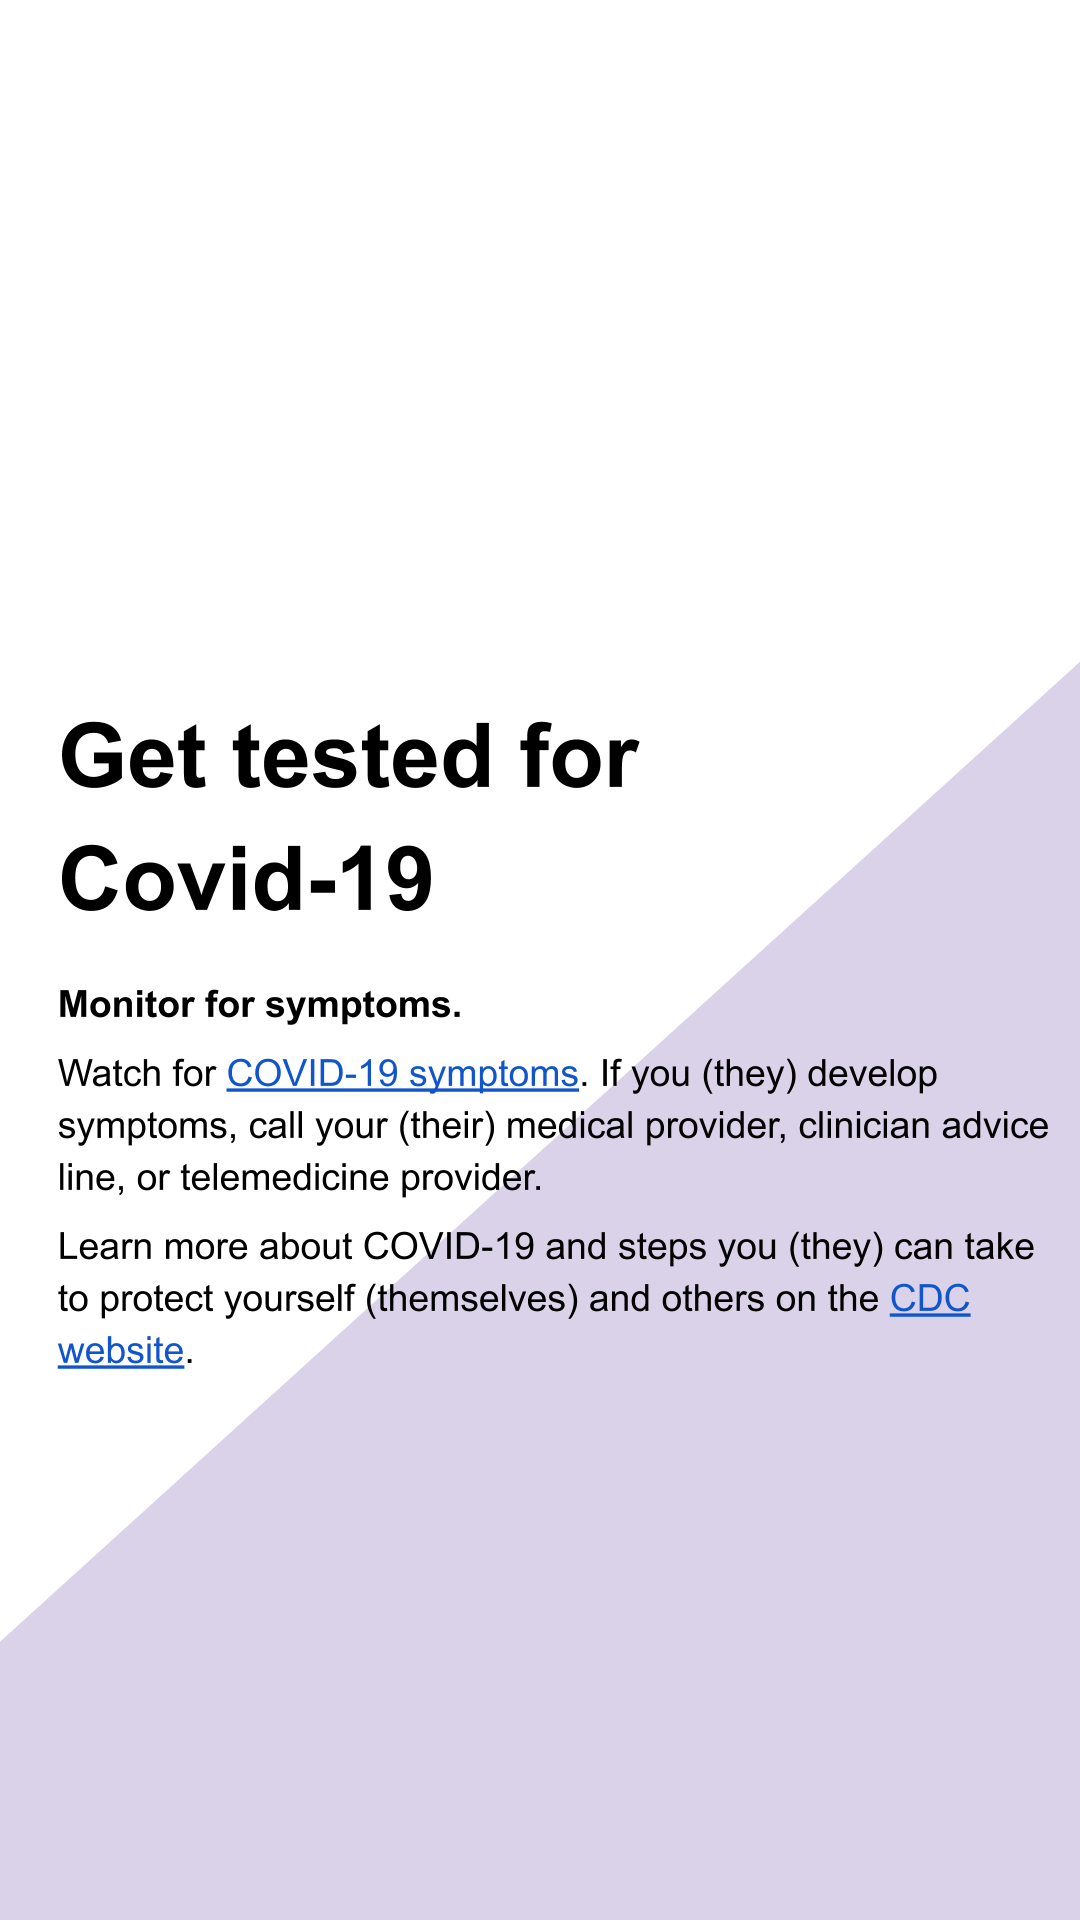 Get tested for
Covid-19
Monitor for symptoms.
Watch for COVID-19 symptoms. If you (they) develop
symptoms, call your (their) medical provider, clinician advice
line, or telemedicine provider.
Learn more about COVID-19 and steps you (they) can take
to protect yourself (themselves) and others on the CDC
website.